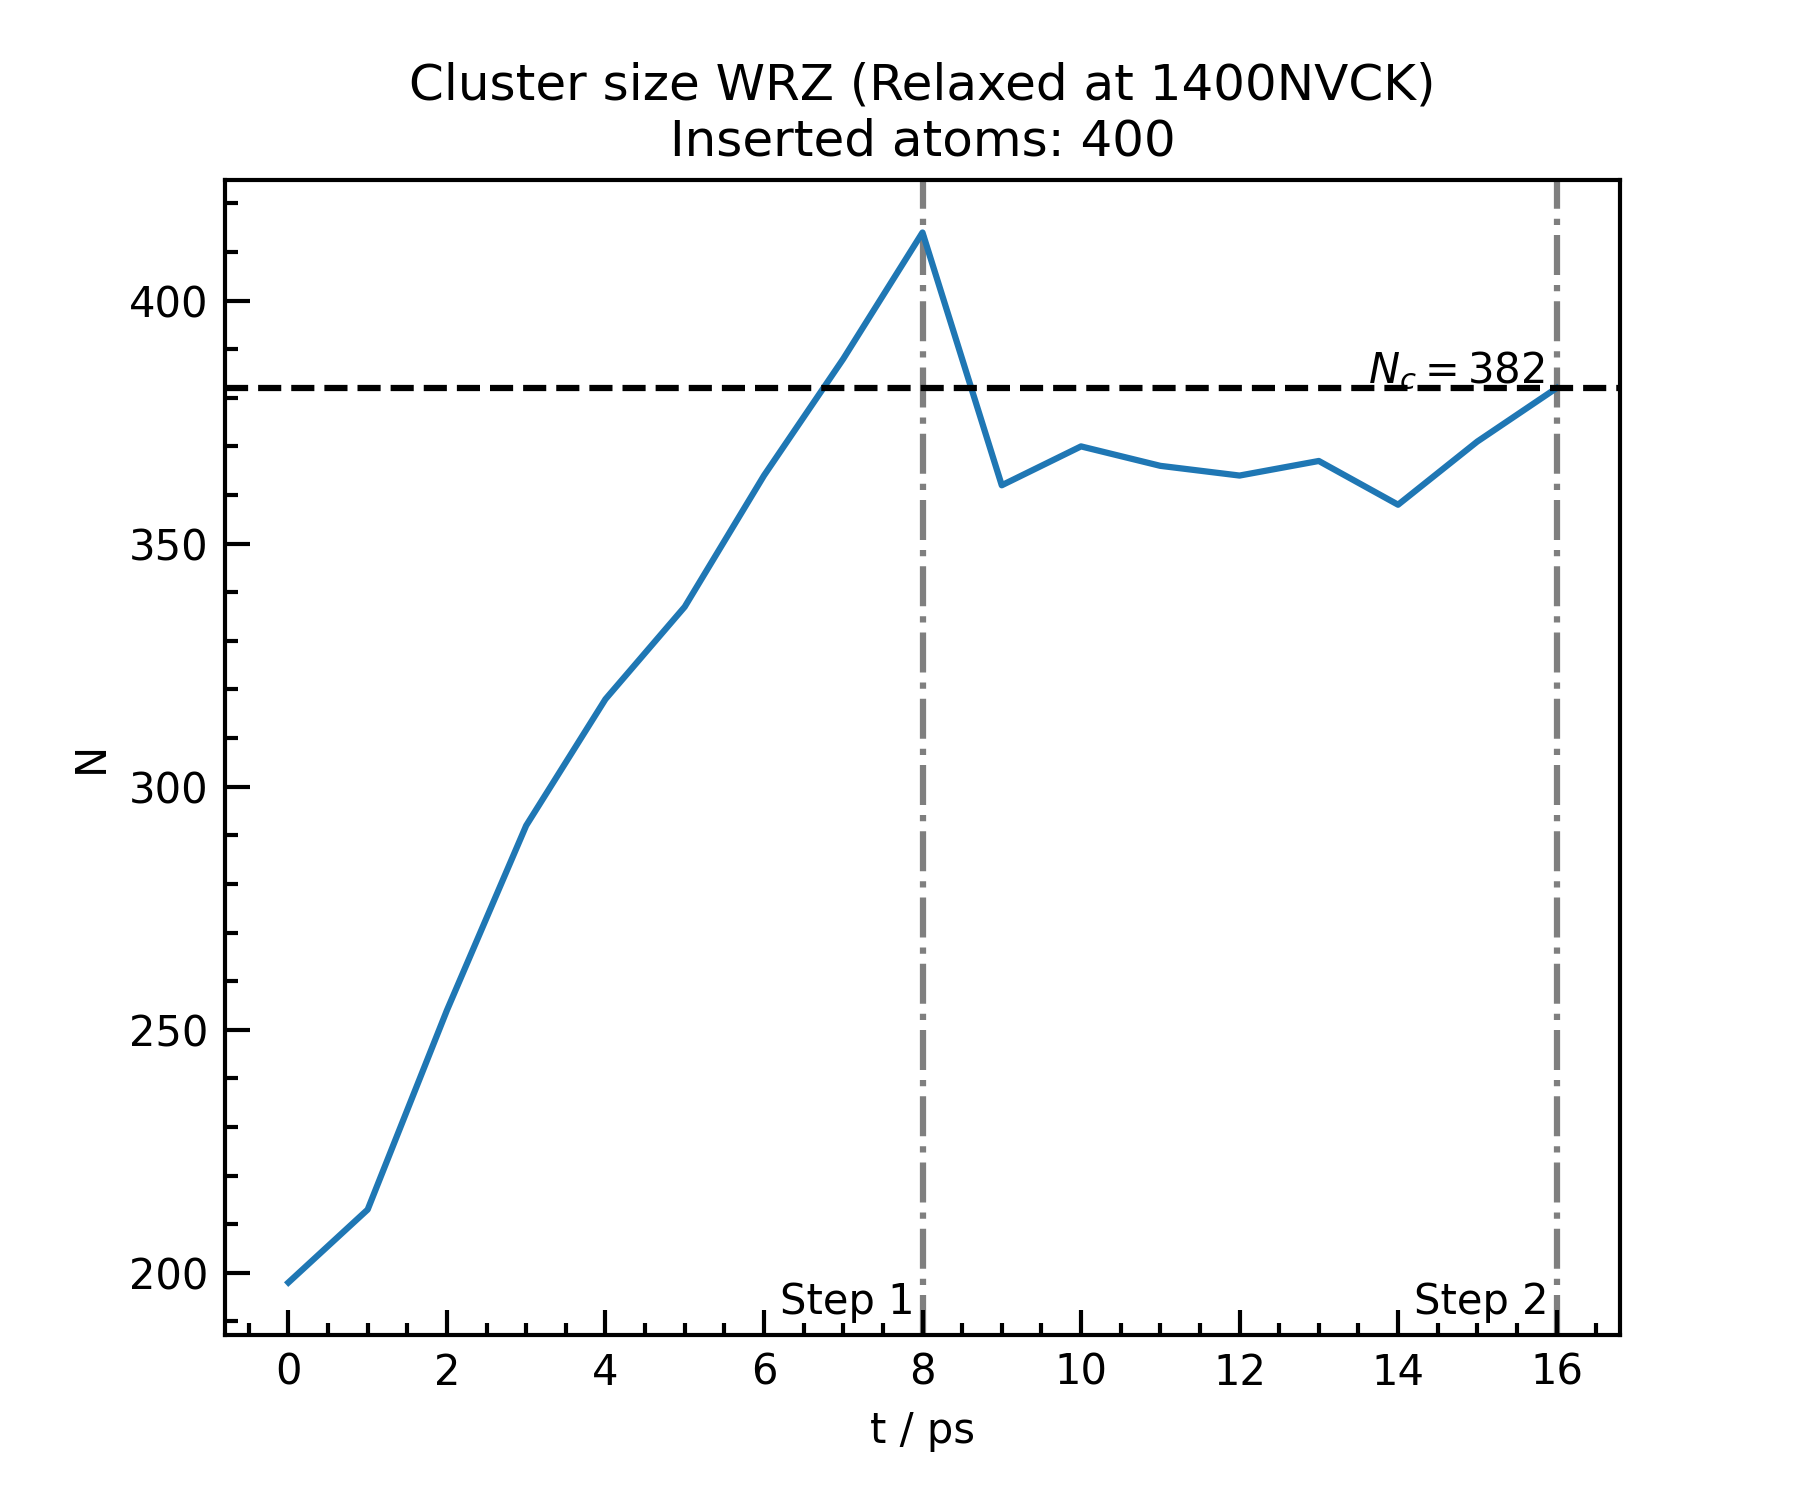 Cluster size WRZ (Relaxed at 1400NVCK)
Inserted atoms: 400
400
350
300
250
200
N
N_c = 382
Step 1
Step 2
0 2 4 6 8 10 12 14 16
t / ps